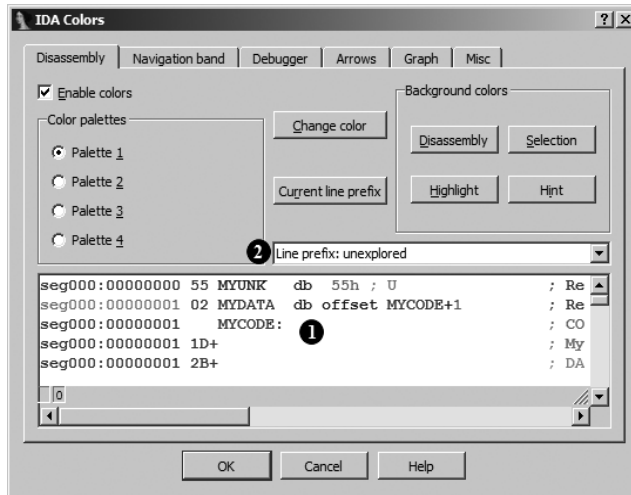 IDA Colors
? X
Disassembly Navigation band Debugger Arrows Graph Misc
Enable colors
Color palettes
Palette 1
Palette 2
Palette 3
Palette 4
Change color
Current line prefix
Background colors
Disassembly Selection
Highlight Hint
2 Line prefix: unexplored
seg000:00000000 55 MYUNK db 55h ; U ; Re
seg000:00000001 02 MYDATA db offset MYCODE+1 ; Re
seg000:00000001 MYCODE: ; CO
1
seg000:00000001 1D+ ; My
seg000:00000001 2B+ ; DA
0
OK Cancel Help